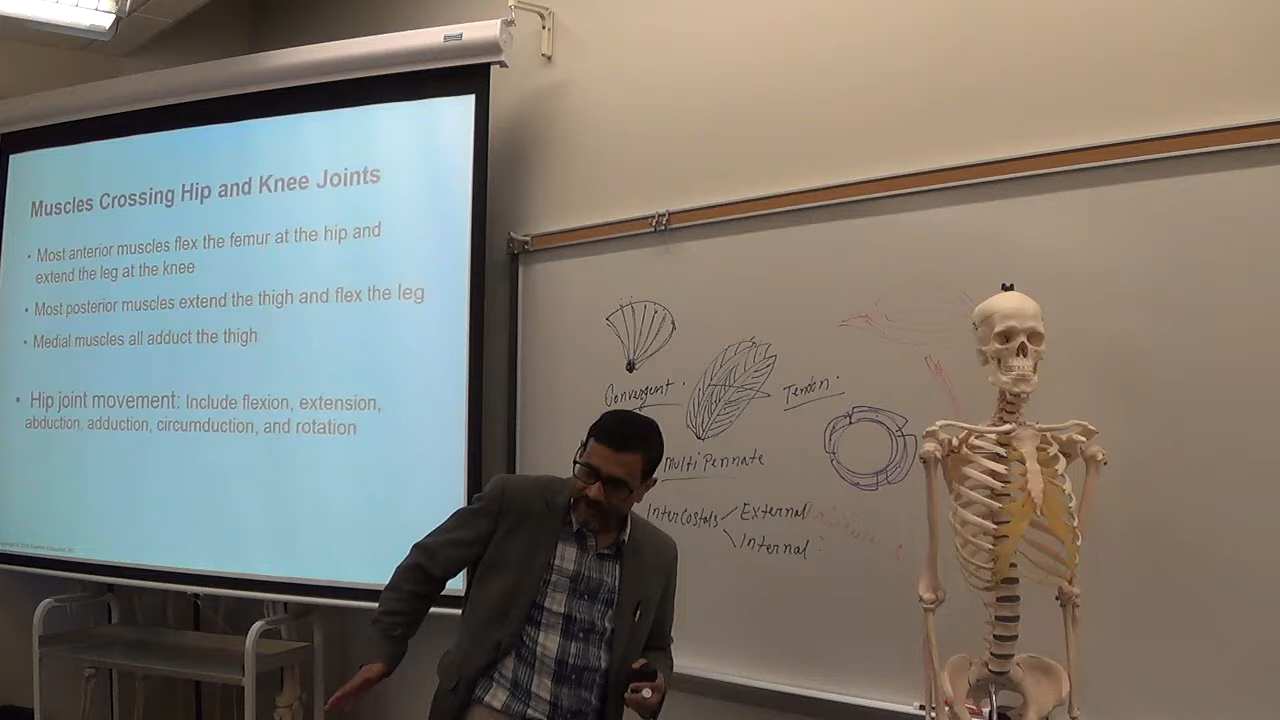 Muscles Crossing Hip and Knee Joints
• Most anterior muscles flex the femur at the hip and
extend the leg at the knee
• Most posterior muscles extend the thigh and flex the leg
• Medial muscles all adduct the thigh
• Hip joint movement: Include flexion, extension,
abduction, adduction, circumduction, and rotation
Convergent.
Tendon.
MultiPennate
Intercostals
External
Internal